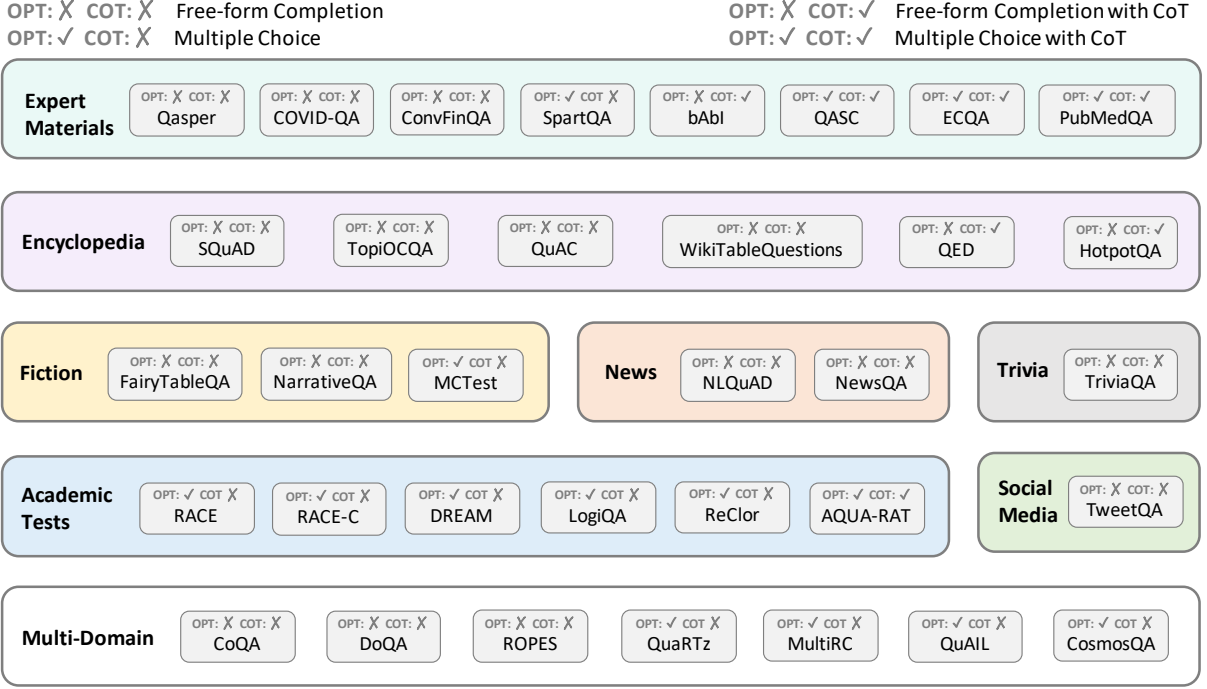 OPT: ✗ COT: ✗ Free-form Completion
OPT: ✗ COT: ✓ Free-form Completion with CoT
OPT: ✓ COT: ✗ Multiple Choice
OPT: ✓ COT: ✓ Multiple Choice with CoT
Expert
Materials
OPT: ✗ COT: ✗
Qasper
OPT: ✗ COT: ✗
COVID-QA
OPT: ✗ COT: ✗
ConvFinQA
OPT: ✓ COT ✗
SpartQA
OPT: ✗ COT: ✓
bAbI
OPT: ✓ COT: ✓
QASC
OPT: ✓ COT: ✓
ECQA
OPT: ✓ COT: ✓
PubMedQA
Encyclopedia
OPT: ✗ COT: ✗
SQuAD
OPT: ✗ COT: ✗
TopiOCQA
OPT: ✗ COT: ✗
QuAC
OPT: ✗ COT: ✗
WikiTableQuestions
OPT: ✗ COT: ✓
QED
OPT: ✗ COT: ✓
HotpotQA
Fiction
OPT: ✗ COT: ✗
FairyTableQA
OPT: ✗ COT: ✗
NarrativeQA
OPT: ✓ COT ✗
MCTest
News
OPT: ✗ COT: ✗
NLQuAD
OPT: ✗ COT: ✗
NewsQA
Trivia
OPT: ✗ COT: ✗
TriviaQA
Academic
Tests
OPT: ✓ COT ✗
RACE
OPT: ✓ COT ✗
RACE-C
OPT: ✓ COT ✗
DREAM
OPT: ✓ COT ✗
LogiQA
OPT: ✓ COT ✗
ReClor
OPT: ✓ COT: ✓
AQUA-RAT
Social
Media
OPT: ✗ COT: ✗
TweetQA
Multi-Domain
OPT: ✗ COT: ✗
CoQA
OPT: ✗ COT: ✗
DoQA
OPT: ✗ COT: ✗
ROPES
OPT: ✓ COT ✗
QuaRTz
OPT: ✓ COT ✗
MultiRC
OPT: ✓ COT ✗
QuAIL
OPT: ✓ COT ✗
CosmosQA